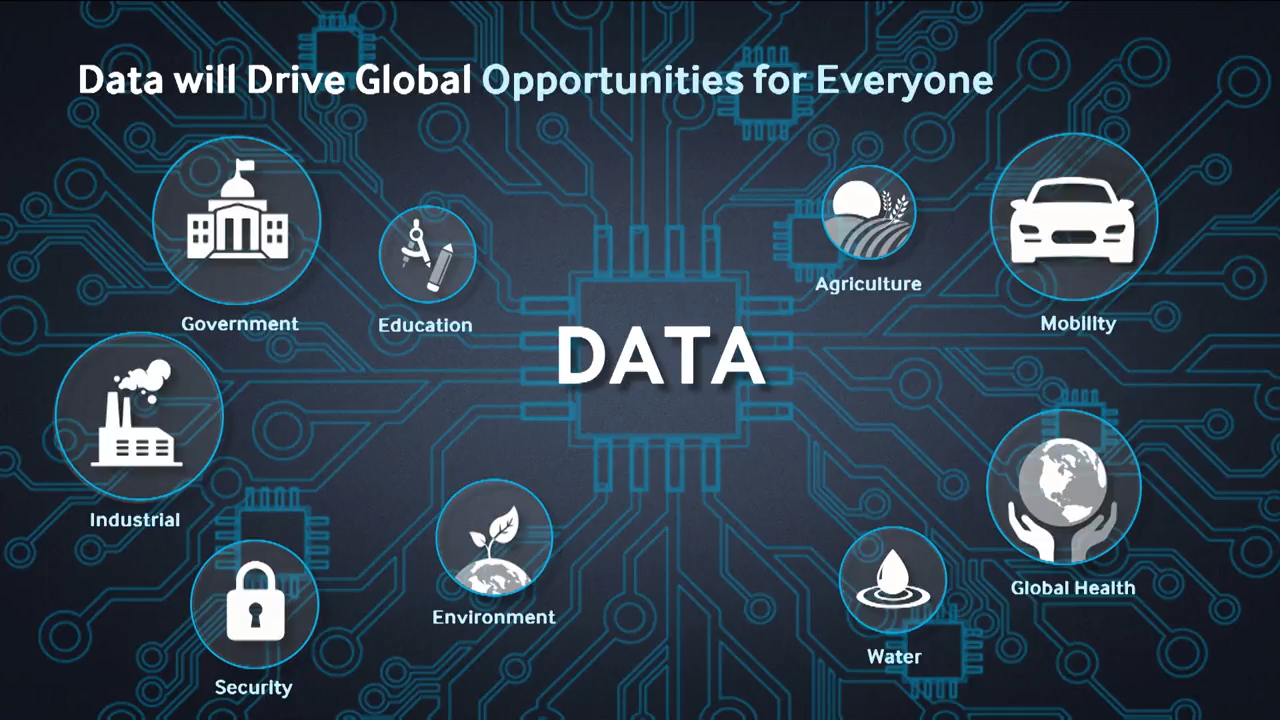 Data will Drive Global Opportunities for Everyone
Government
Education
Agriculture
Mobility
DATA
Industrial
Environment
Global Health
Water
Security